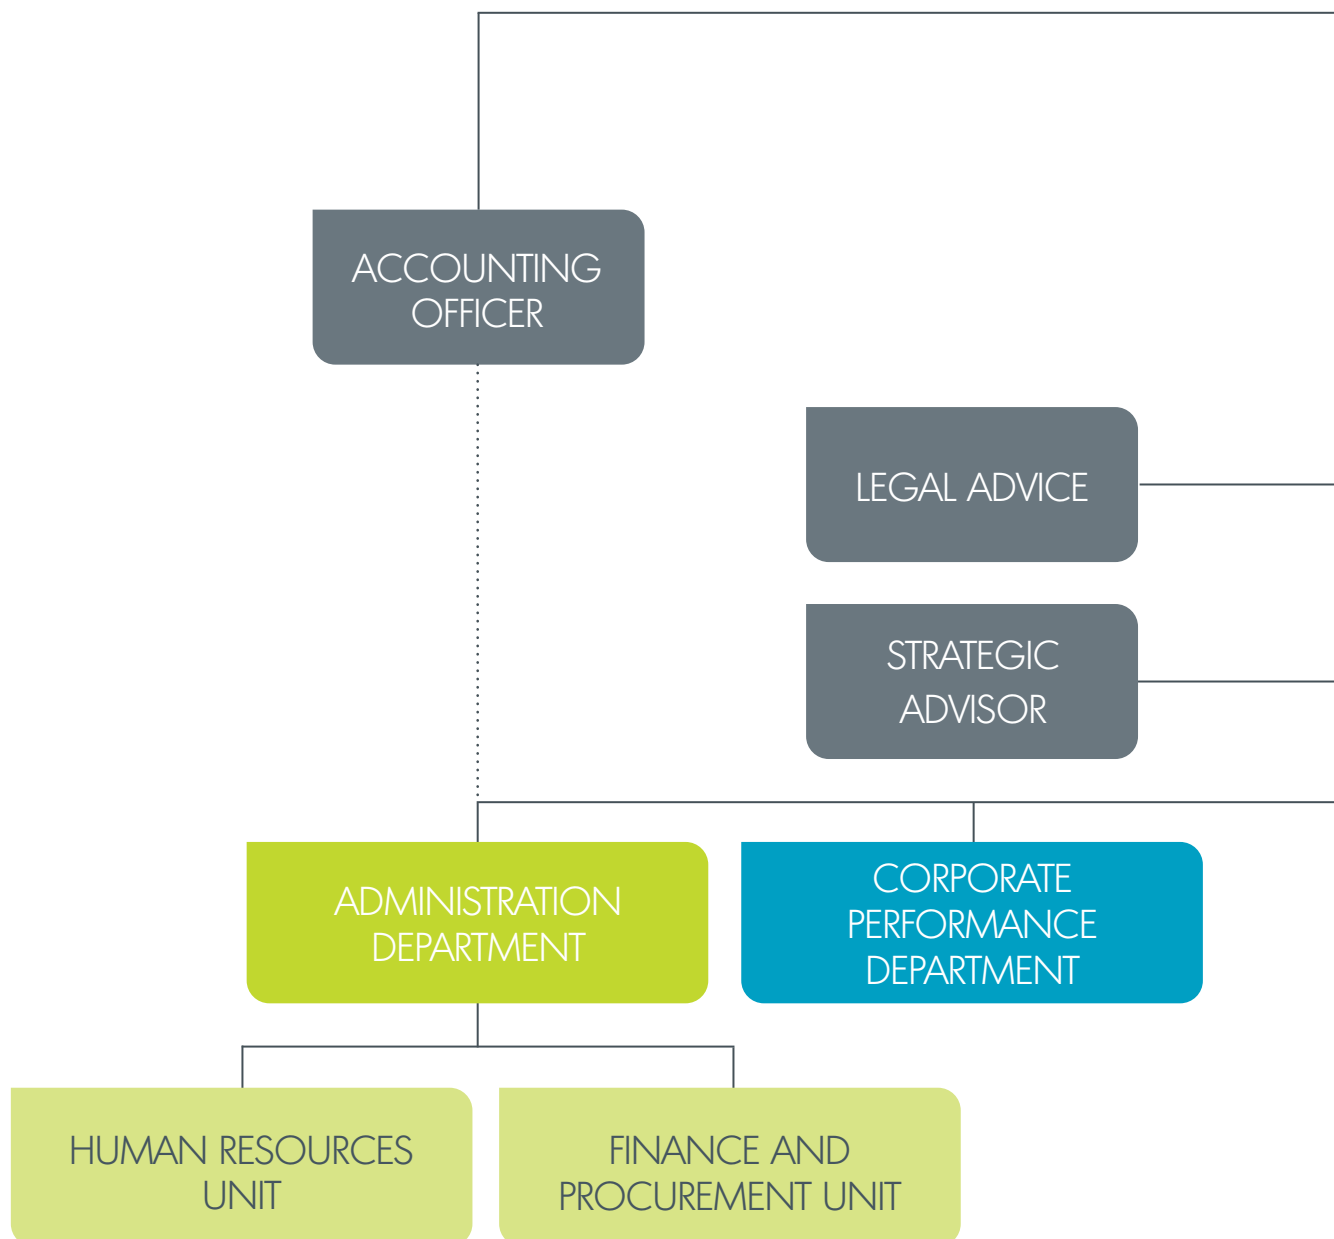 ACCOUNTING
OFFICER
LEGAL ADVICE
STRATEGIC
ADVISOR
ADMINISTRATION
DEPARTMENT
CORPORATE
PERFORMANCE
DEPARTMENT
HUMAN RESOURCES
UNIT
FINANCE AND
PROCUREMENT UNIT